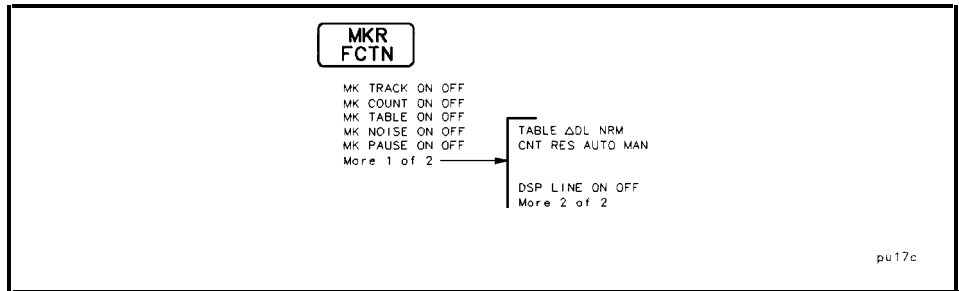 MKR
FCTN
MK TRACK ON OFF
MK COUNT ON OFF
MK TABLE ON OFF
MK NOISE ON OFF
MK PAUSE ON OFF
More 1 of 2
TABLE ΔDL NRM
CNT RES AUTO MAN
DSP LINE ON OFF
More 2 of 2
pu17c